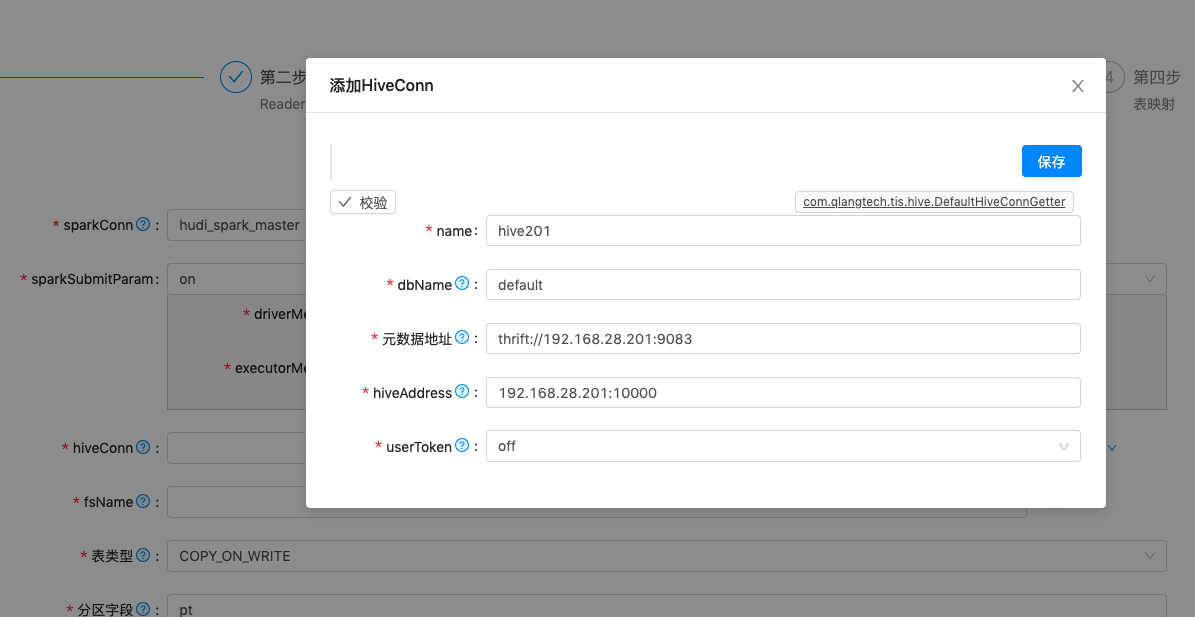 第二步
Reader
4
第四步
表映射
添加HiveConn
保存
校验
com.qlangtech.tis.hive.DefaultHiveConnGetter
* name:
hive201
* dbName :
default
* 元数据地址 :
thrift://192.168.28.201:9083
* hiveAddress :
192.168.28.201:10000
* userToken :
off
* sparkConn :
hudi_spark_master
* sparkSubmitParam:
on
* driverMe
* executorMe
* hiveConn :
* fsName :
* 表类型 :
COPY_ON_WRITE
* 分区字段 :
pt